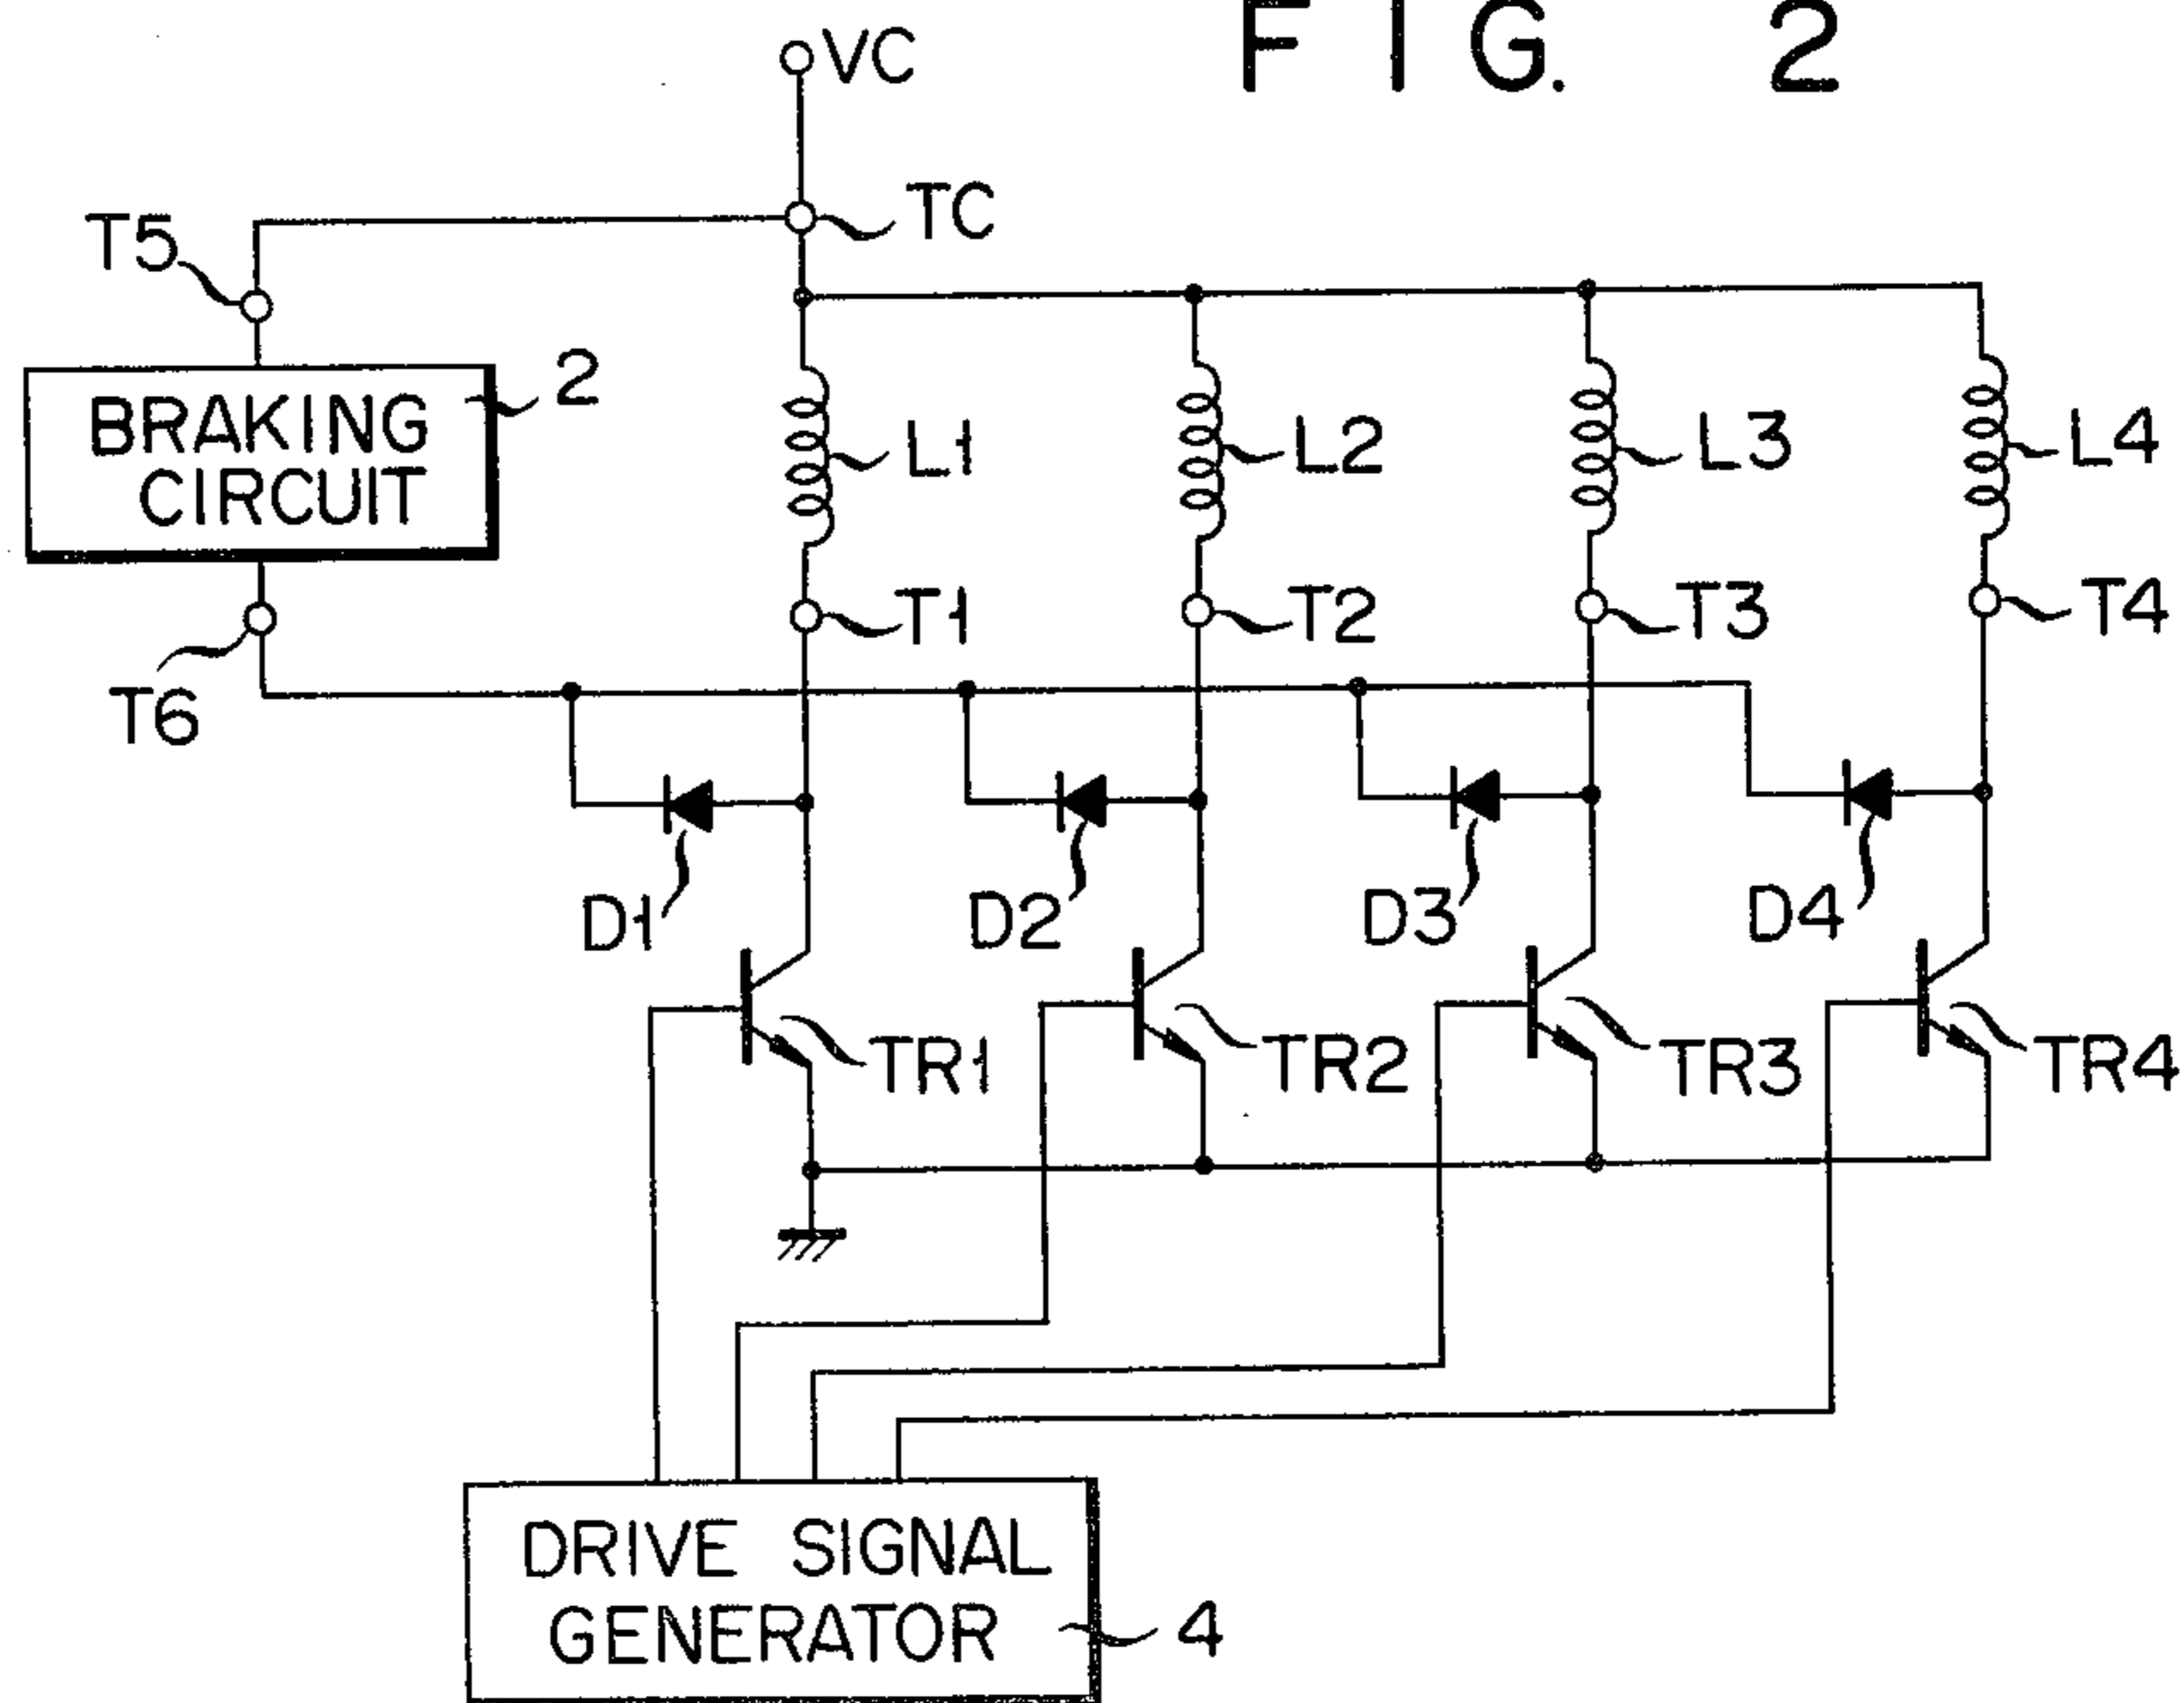 FIG. 2
VC
TC
T5
2
BRAKING
CIRCUIT
L1
L2
L3
L4
T1
T2
T3
T4
T6
D1
D2
D3
D4
TR1
TR2
TR3
TR4
DRIVE SIGNAL
GENERATOR
4